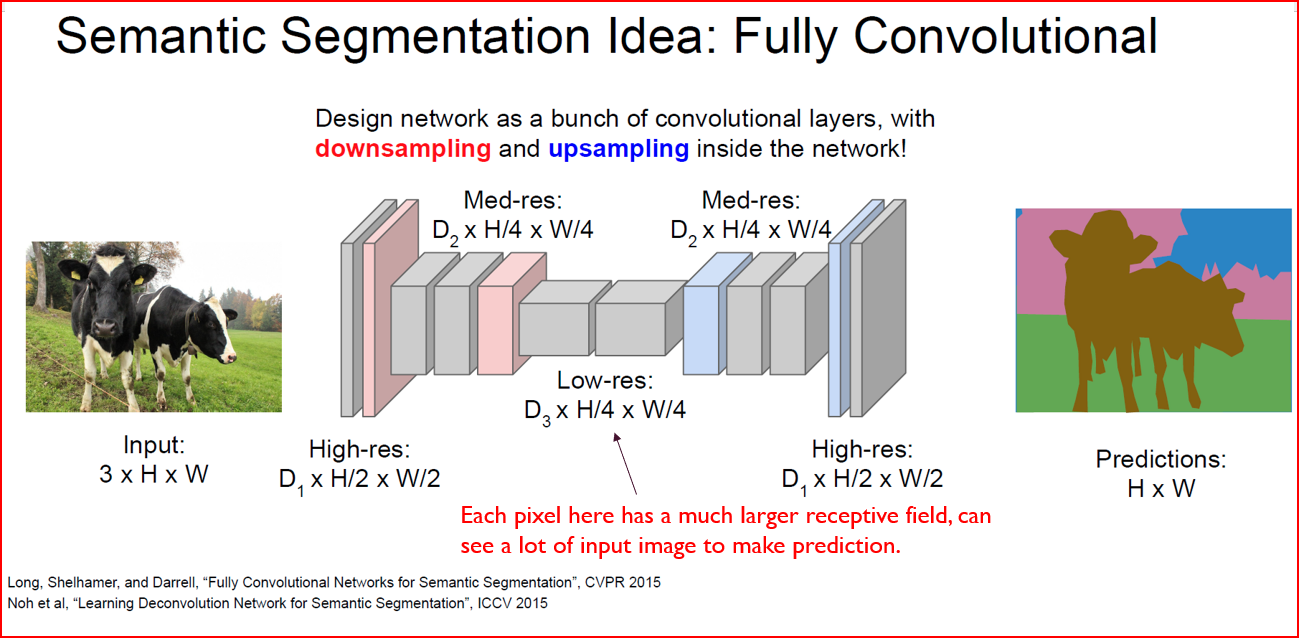 Semantic Segmentation Idea: Fully Convolutional
Design network as a bunch of convolutional layers, with
downsampling and upsampling inside the network!
Med-res:
D2 x H/4 x W/4
Med-res:
D2 x H/4 x W/4
Low-res:
D3 x H/4 x W/4
Input:
3 x H x W
High-res:
D1 x H/2 x W/2
High-res:
D1 x H/2 x W/2
Predictions:
H x W
Each pixel here has a much larger receptive field, can
see a lot of input image to make prediction.
Long, Shelhamer, and Darrell, “Fully Convolutional Networks for Semantic Segmentation”, CVPR 2015
Noh et al, “Learning Deconvolution Network for Semantic Segmentation”, ICCV 2015